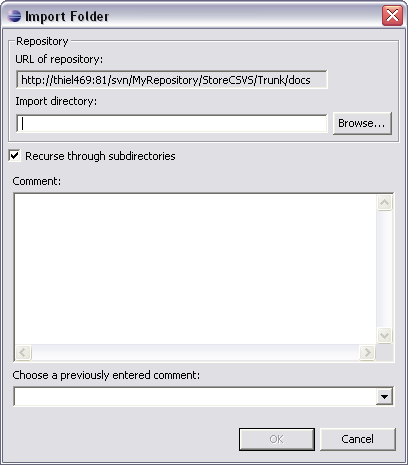 Import Folder
Repository
URL of repository:
http://thiel469:81/svn/MyRepository/StoreCSVS/Trunk/docs
Import directory:
Browse...
Recurse through subdirectories
Comment:
Choose a previously entered comment:
OK
Cancel